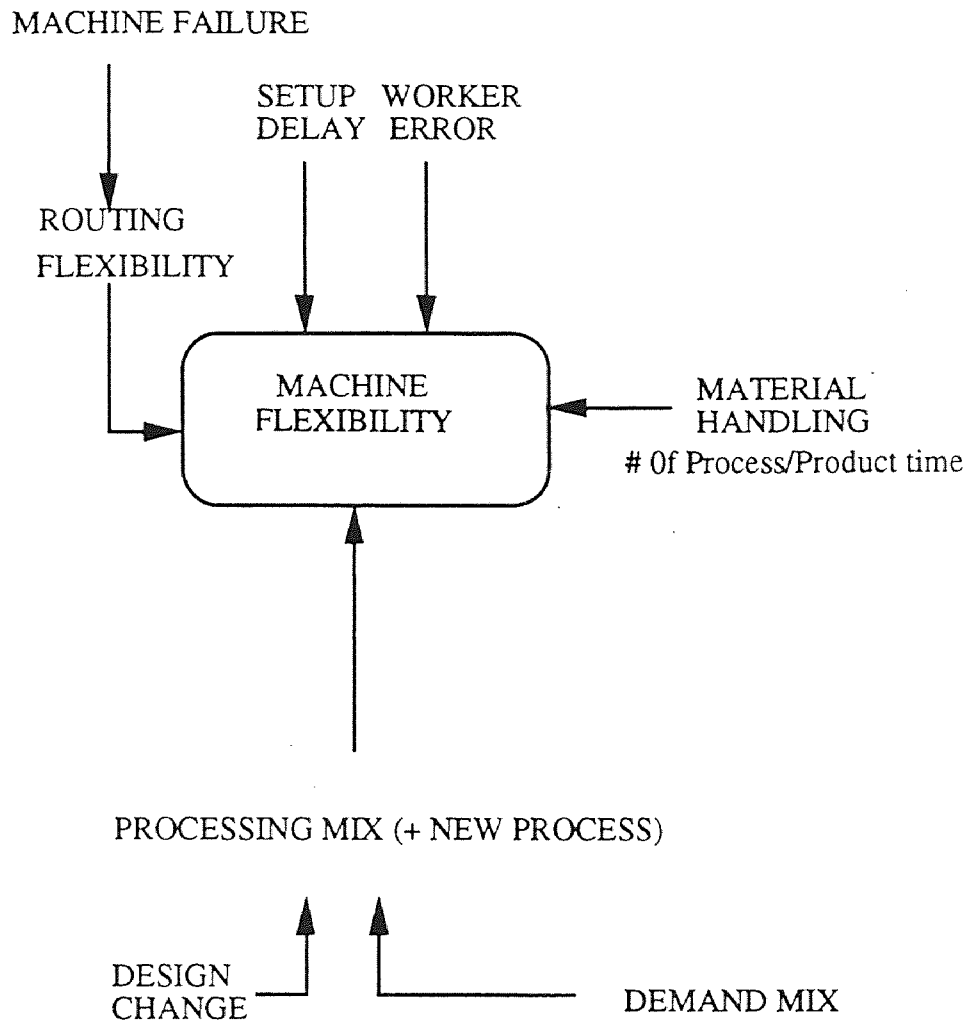 MACHINE FAILURE
SETUP WORKER
DELAY ERROR
ROUTING
FLEXIBILITY
MACHINE
FLEXIBILITY
MATERIAL
HANDLING
# Of Process/Product time
PROCESSING MIX (+ NEW PROCESS)
DESIGN
CHANGE
DEMAND MIX